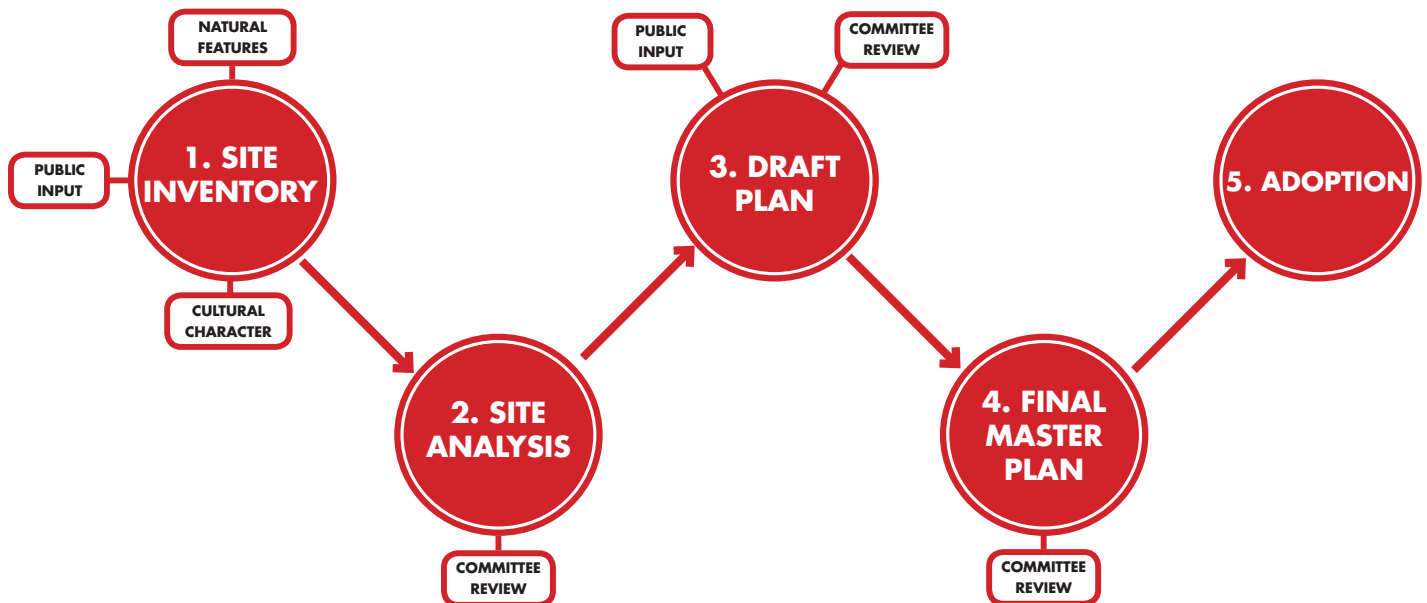 NATURAL
FEATURES
PUBLIC
INPUT
1. SITE
INVENTORY
CULTURAL
CHARACTER
2. SITE
ANALYSIS
COMMITTEE
REVIEW
PUBLIC
INPUT
COMMITTEE
REVIEW
3. DRAFT
PLAN
4. FINAL
MASTER
PLAN
COMMITTEE
REVIEW
5. ADOPTION